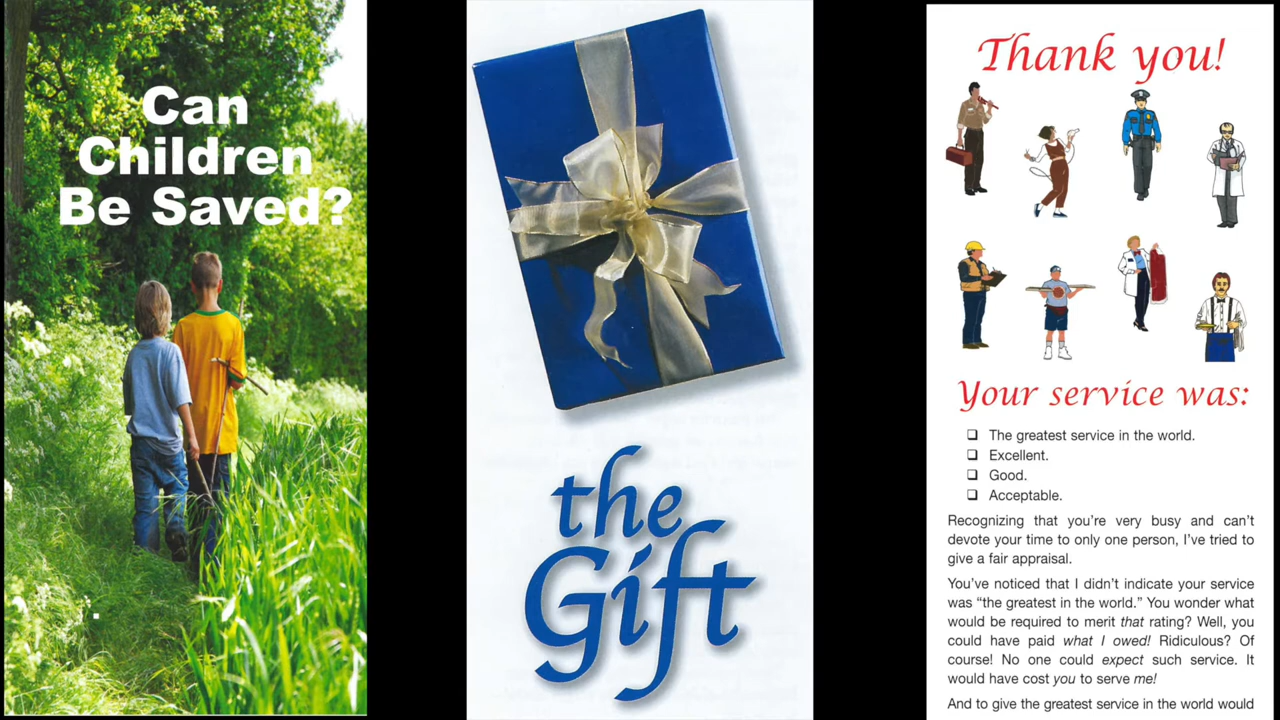 Can
Children
Be Saved?
the
Gift
Thank you!
Your service was:
❑ The greatest service in the world.
❑ Excellent.
❑ Good.
❑ Acceptable.
Recognizing that you’re very busy and can’t
devote your time to only one person, I’ve tried to
give a fair appraisal.
You’ve noticed that I didn’t indicate your service
was “the greatest in the world.” You wonder what
would be required to merit that rating? Well, you
could have paid what I owed! Ridiculous? Of
course! No one could expect such service. It
would have cost you to serve me!
And to give the greatest service in the world would